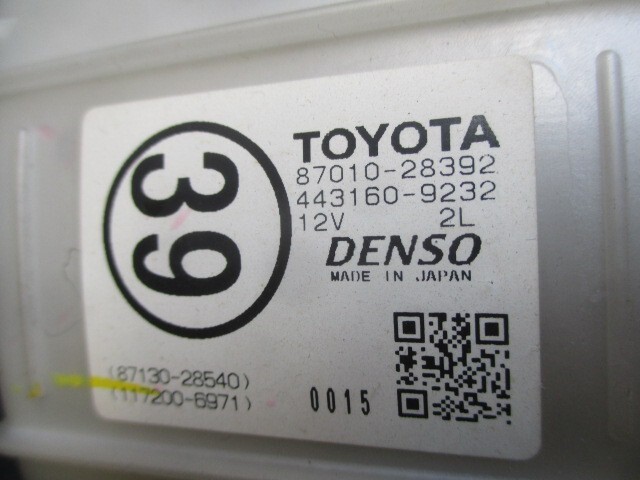 39
TOYOTA
87010-28392
443160-9232
12V 2L
DENSO
MADE IN JAPAN
(87130-28540)
(117200-6971)
0015